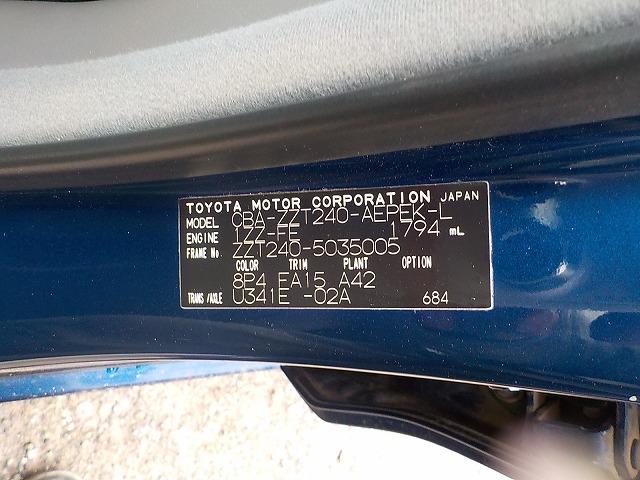 TOYOTA MOTOR CORPORATION JAPAN
MODEL CBA-ZZT240-AEPEK-L
ENGINE 1ZZ-FE 1794 mL
FRAME No. ZZT240-5035005
COLOR TRIM PLANT OPTION
8P4 EA15 A42
TRANS/AXLE U341E -02A 684